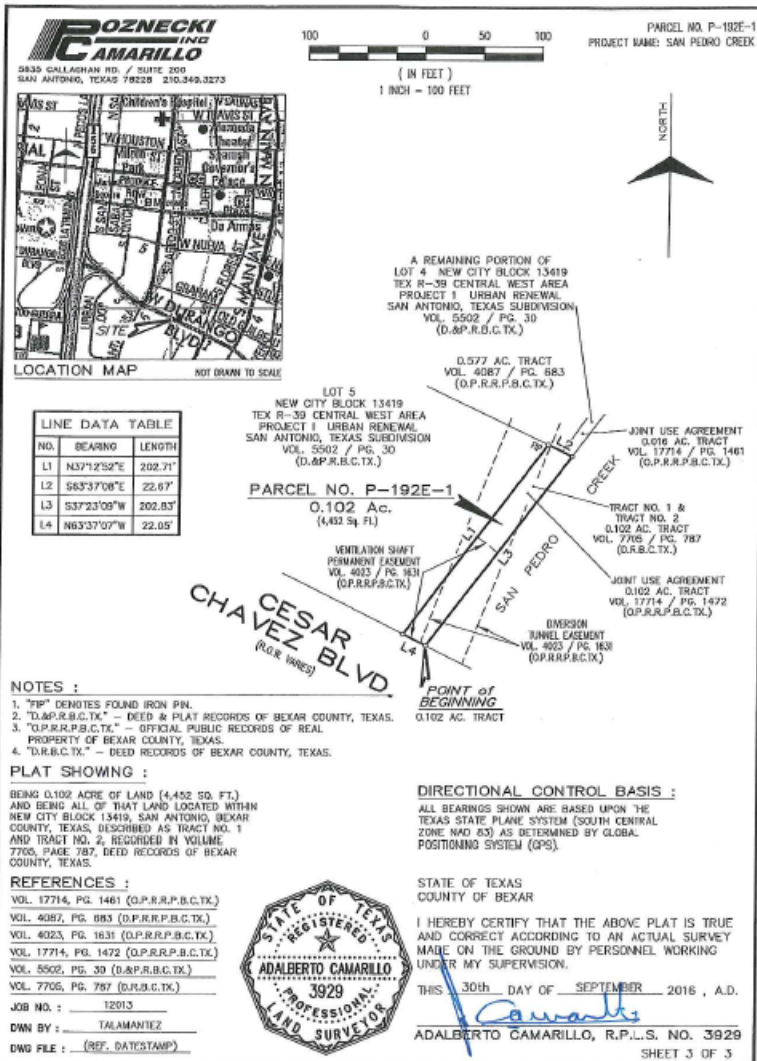 POZNECKI
INC
CAMARILLO
5835 CALLAGHAN RD. / SUITE 200
SAN ANTONIO, TEXAS 78228 210.349.3273
100 0 50 100
( IN FEET )
1 INCH = 100 FEET
PARCEL NO. P-192E-1
PROJECT NAME: SAN PEDRO CREEK
NORTH
Children's Hospital
W HOUSTON
Spanish
Governor's
Palace
De Armas
W NUEVA
MAIN AVE
W DURANGO
BLVD
SITE
LOCATION MAP
NOT DRAWN TO SCALE
A REMAINING PORTION OF
LOT 4 NEW CITY BLOCK 13419
TEX R-39 CENTRAL WEST AREA
PROJECT I URBAN RENEWAL
SAN ANTONIO, TEXAS SUBDIVISION
VOL. 5502 / PG. 30
(D.&P.R.B.C.TX.)
0.577 AC. TRACT
VOL. 4087 / PG. 683
(O.P.R.R.P.B.C.TX.)
LOT 5
NEW CITY BLOCK 13419
TEX R-39 CENTRAL WEST AREA
PROJECT I URBAN RENEWAL
SAN ANTONIO, TEXAS SUBDIVISION
VOL. 5502 / PG. 30
(D.&P.R.B.C.TX.)
LINE DATA TABLE
NO. BEARING LENGTH
L1 N37°12'52"E 202.71'
L2 S63°37'08"E 22.67'
L3 S37°23'09"W 202.83'
L4 N63°37'07"W 22.05'
PARCEL NO. P-192E-1
0.102 Ac.
(4,452 Sq. Ft.)
JOINT USE AGREEMENT
0.016 AC. TRACT
VOL. 17714 / PG. 1461
(O.P.R.R.P.B.C.TX.)
TRACT NO. 1 &
TRACT NO. 2
0.102 AC. TRACT
VOL. 7705 / PG. 787
(D.R.B.C.TX.)
JOINT USE AGREEMENT
0.102 AC. TRACT
VOL. 17714 / PG. 1472
(O.P.R.R.P.B.C.TX.)
L1
L2
L3
L4
SAN PEDRO CREEK
VENTILATION SHAFT
PERMANENT EASEMENT
VOL. 4023 / PG. 1631
(O.P.R.R.P.B.C.TX.)
DIVERSION
TUNNEL EASEMENT
VOL. 4023 / PG. 1631
(O.P.R.R.P.B.C.TX.)
CESAR
CHAVEZ BLVD
(R.O.W. VARIES)
POINT of
BEGINNING
0.102 AC. TRACT
NOTES :
1. "FIP" DENOTES FOUND IRON PIN.
2. "D.&P.R.B.C.TX." - DEED & PLAT RECORDS OF BEXAR COUNTY, TEXAS.
3. "O.P.R.R.P.B.C.TX." - OFFICIAL PUBLIC RECORDS OF REAL
PROPERTY OF BEXAR COUNTY, TEXAS.
4. "D.R.B.C.TX." - DEED RECORDS OF BEXAR COUNTY, TEXAS.
PLAT SHOWING :
BEING 0.102 ACRE OF LAND (4,452 SQ. FT.)
AND BEING ALL OF THAT LAND LOCATED WITHIN
NEW CITY BLOCK 13419, SAN ANTONIO, BEXAR
COUNTY, TEXAS, DESCRIBED AS TRACT NO. 1
AND TRACT NO. 2, RECORDED IN VOLUME
7705, PAGE 787, DEED RECORDS OF BEXAR
COUNTY, TEXAS.
REFERENCES :
VOL. 17714, PG. 1461 (O.P.R.R.P.B.C.TX.)
VOL. 4087, PG. 683 (O.P.R.R.P.B.C.TX.)
VOL. 4023, PG. 1631 (O.P.R.R.P.B.C.TX.)
VOL. 17714, PG. 1472 (O.P.R.R.P.B.C.TX.)
VOL. 5502, PG. 30 (D.&P.R.B.C.TX.)
VOL. 7705, PG. 787 (D.R.B.C.TX.)
JOB NO. : 12013
DWN BY : TALAMANTEZ
DWG FILE : (REF. DATESTAMP)
STATE OF TEXAS
REGISTERED
ADALBERTO CAMARILLO
3929
PROFESSIONAL
LAND SURVEYOR
DIRECTIONAL CONTROL BASIS :
ALL BEARINGS SHOWN ARE BASED UPON THE
TEXAS STATE PLANE SYSTEM (SOUTH CENTRAL
ZONE NAD 83) AS DETERMINED BY GLOBAL
POSITIONING SYSTEM (GPS).
STATE OF TEXAS
COUNTY OF BEXAR
I HEREBY CERTIFY THAT THE ABOVE PLAT IS TRUE
AND CORRECT ACCORDING TO AN ACTUAL SURVEY
MADE ON THE GROUND BY PERSONNEL WORKING
UNDER MY SUPERVISION.
THIS 30th DAY OF SEPTEMBER 2016 , A.D.
ADALBERTO CAMARILLO, R.P.L.S. NO. 3929
SHEET 3 OF 3